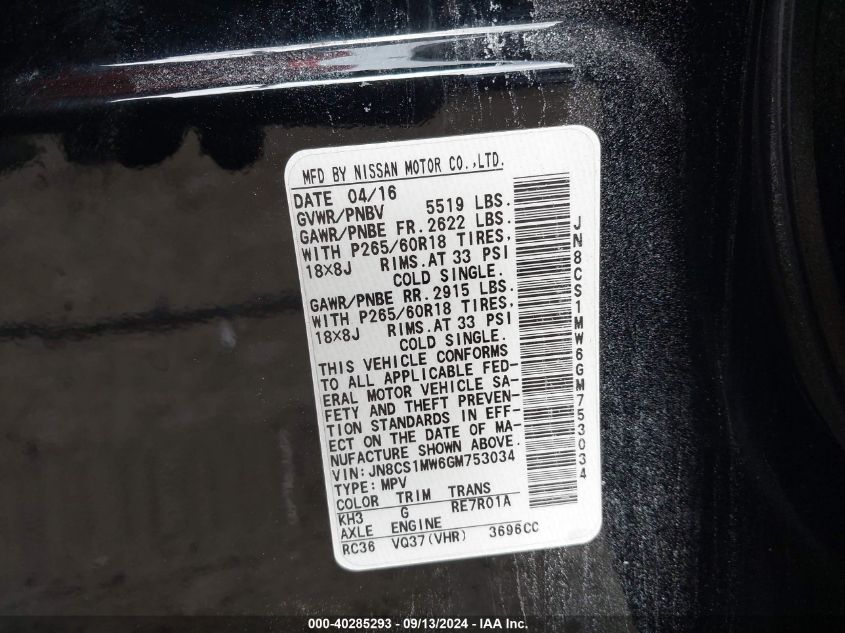 MFD BY NISSAN MOTOR CO.,LTD.
DATE 04/16
GVWR/PNBV 5519 LBS.
GAWR/PNBE FR. 2622 LBS.
WITH P265/60R18 TIRES,
18×8J RIMS.AT 33 PSI
COLD SINGLE.
GAWR/PNBE RR. 2915 LBS.
WITH P265/60R18 TIRES,
18×8J RIMS.AT 33 PSI
COLD SINGLE.
THIS VEHICLE CONFORMS
TO ALL APPLICABLE FED-
ERAL MOTOR VEHICLE SA-
FETY AND THEFT PREVEN-
TION STANDARDS IN EFF-
ECT ON THE DATE OF MA-
NUFACTURE SHOWN ABOVE.
VIN: JN8CS1MW6GM753034
TYPE: MPV
COLOR TRIM TRANS
KH3 G RE7R01A
AXLE ENGINE
RC36 VQ37(VHR) 3696CC
JN8CS1MW6GM753034
000-40285293 - 09/13/2024 - IAA Inc.